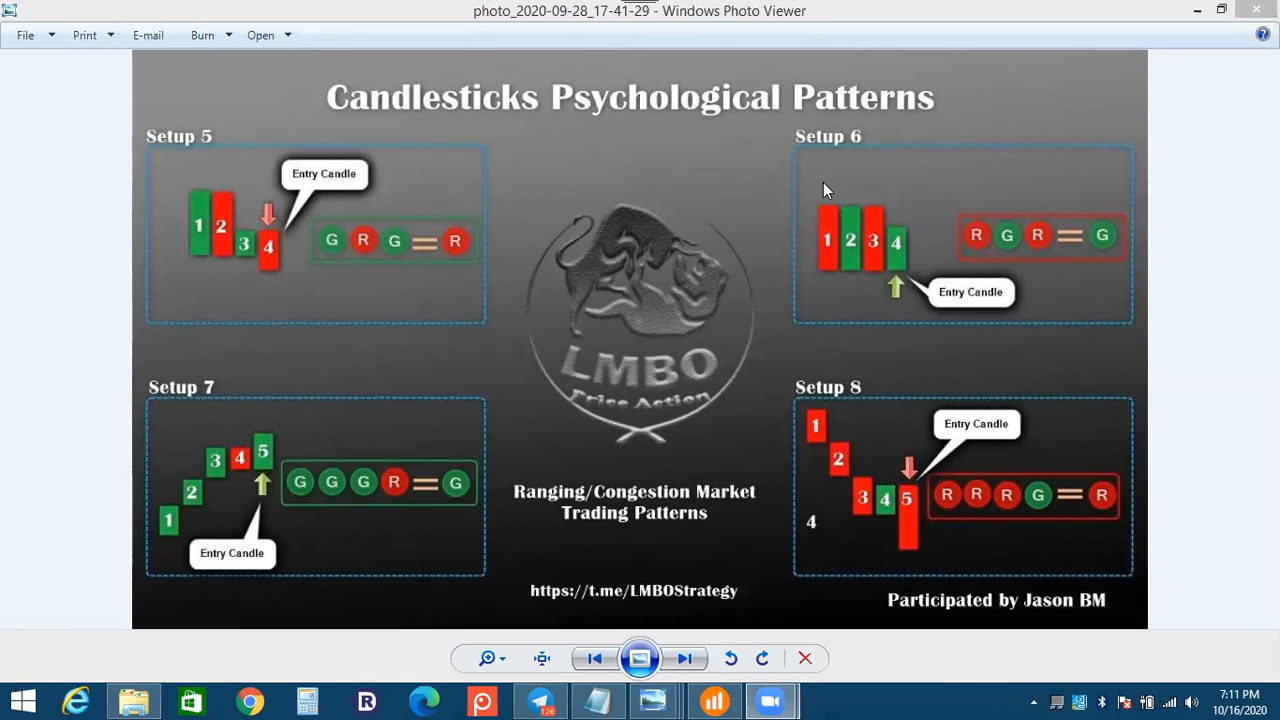 photo_2020-09-28_17-41-29 - Windows Photo Viewer
File Print E-mail Burn Open
Candlesticks Psychological Patterns
Setup 5
Entry Candle
1 2 3 4
G R G = R
Setup 6
1 2 3 4
R G R = G
Entry Candle
LMBO
Price Action
Setup 7
1 2 3 4 5
G G G R = G
Entry Candle
Setup 8
Entry Candle
1 2 3 4 5
R R R G = R
4
Ranging/Congestion Market
Trading Patterns
https://t.me/LMBOStrategy
Participated by Jason BM
126
7:11 PM
10/16/2020